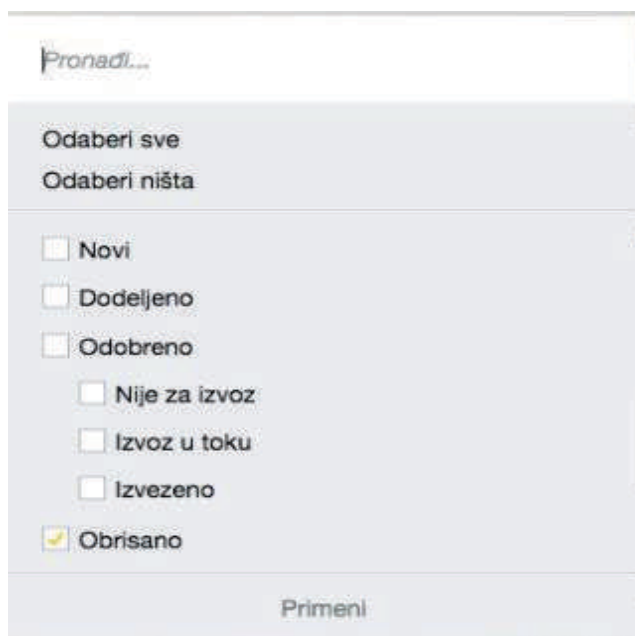 Pronađi...
Odaberi sve
Odaberi ništa
Novi
Dodeljeno
Odobreno
Nije za izvoz
Izvoz u toku
Izvezeno
Obrisano
Primeni